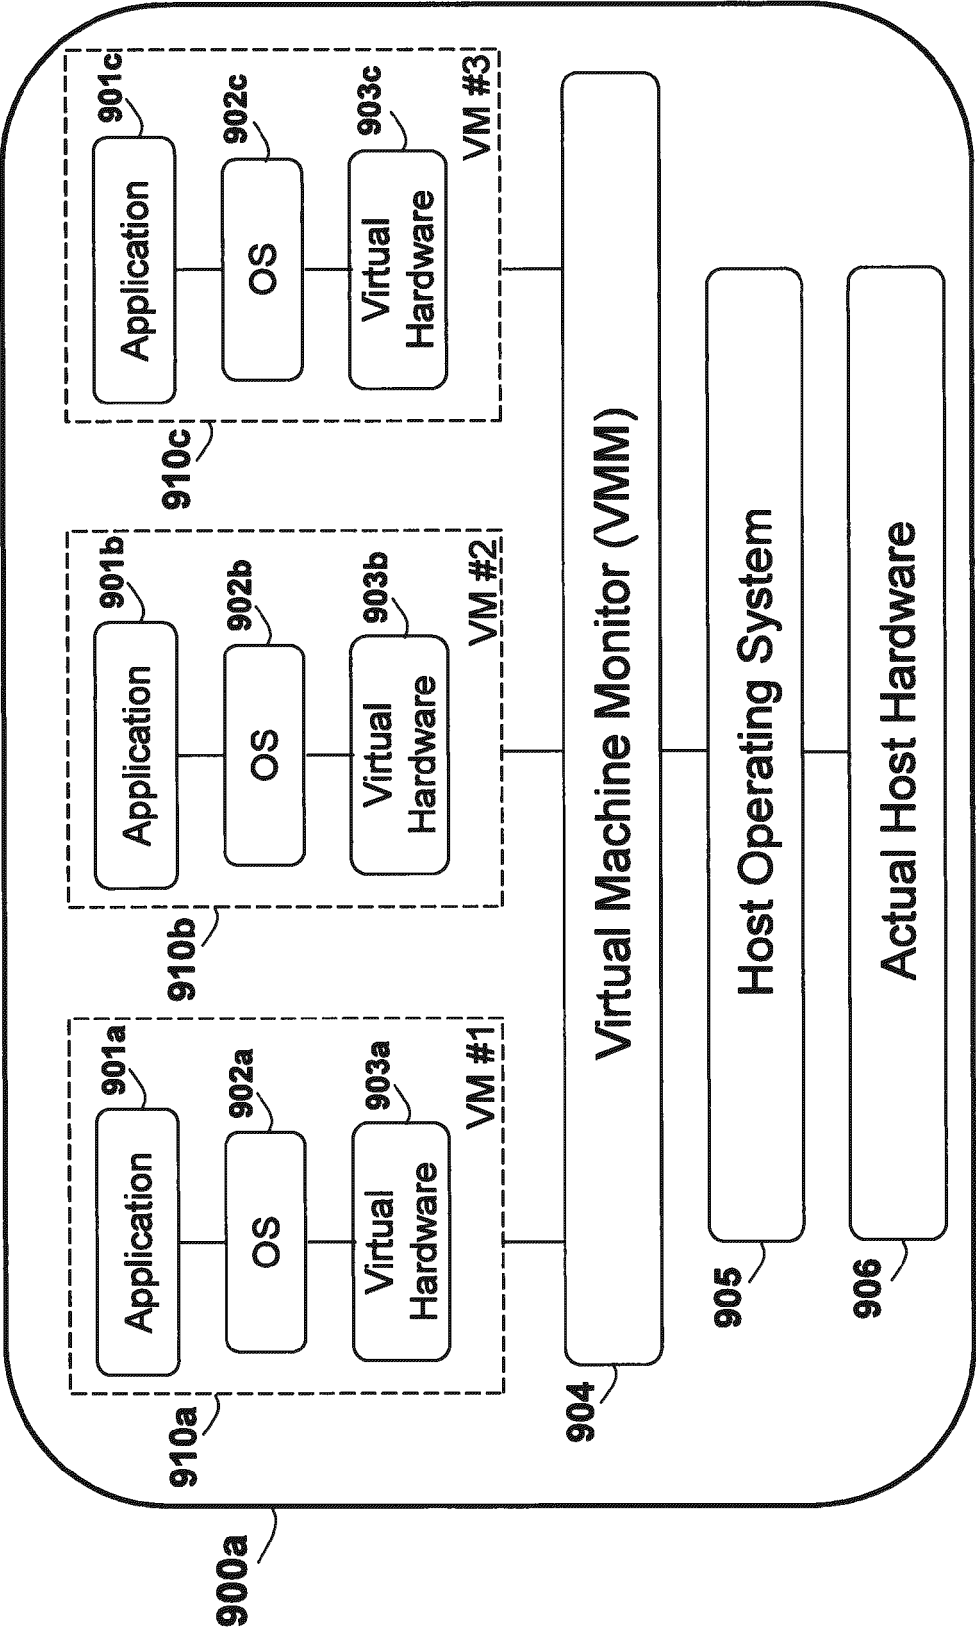 900a
910a
901a
Application
902a
OS
903a
Virtual
Hardware
VM #1
910b
901b
Application
902b
OS
903b
Virtual
Hardware
VM #2
910c
901c
Application
902c
OS
903c
Virtual
Hardware
VM #3
904
Virtual Machine Monitor (VMM)
905
Host Operating System
906
Actual Host Hardware